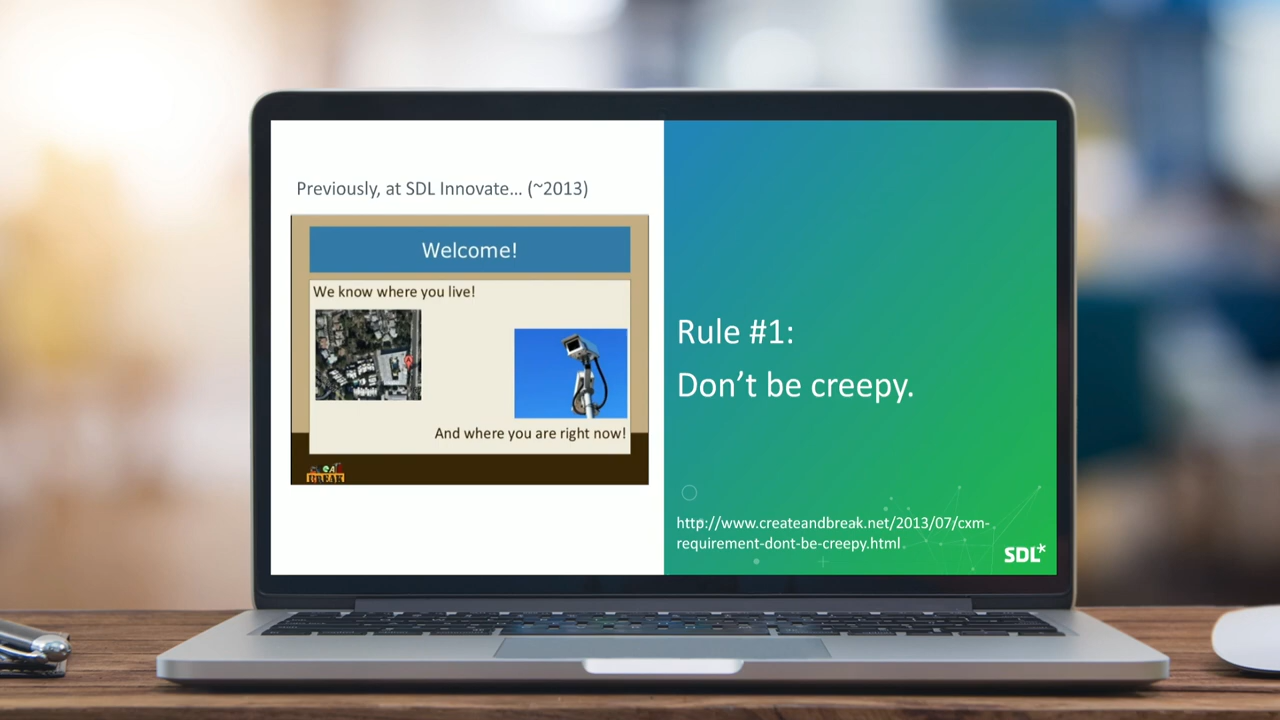 Previously, at SDL Innovate... (~2013)
Welcome!
We know where you live!
And where you are right now!
Rule #1:
Don't be creepy.
http://www.createandbreak.net/2013/07/cxm-
requirement-dont-be-creepy.html
SDL*